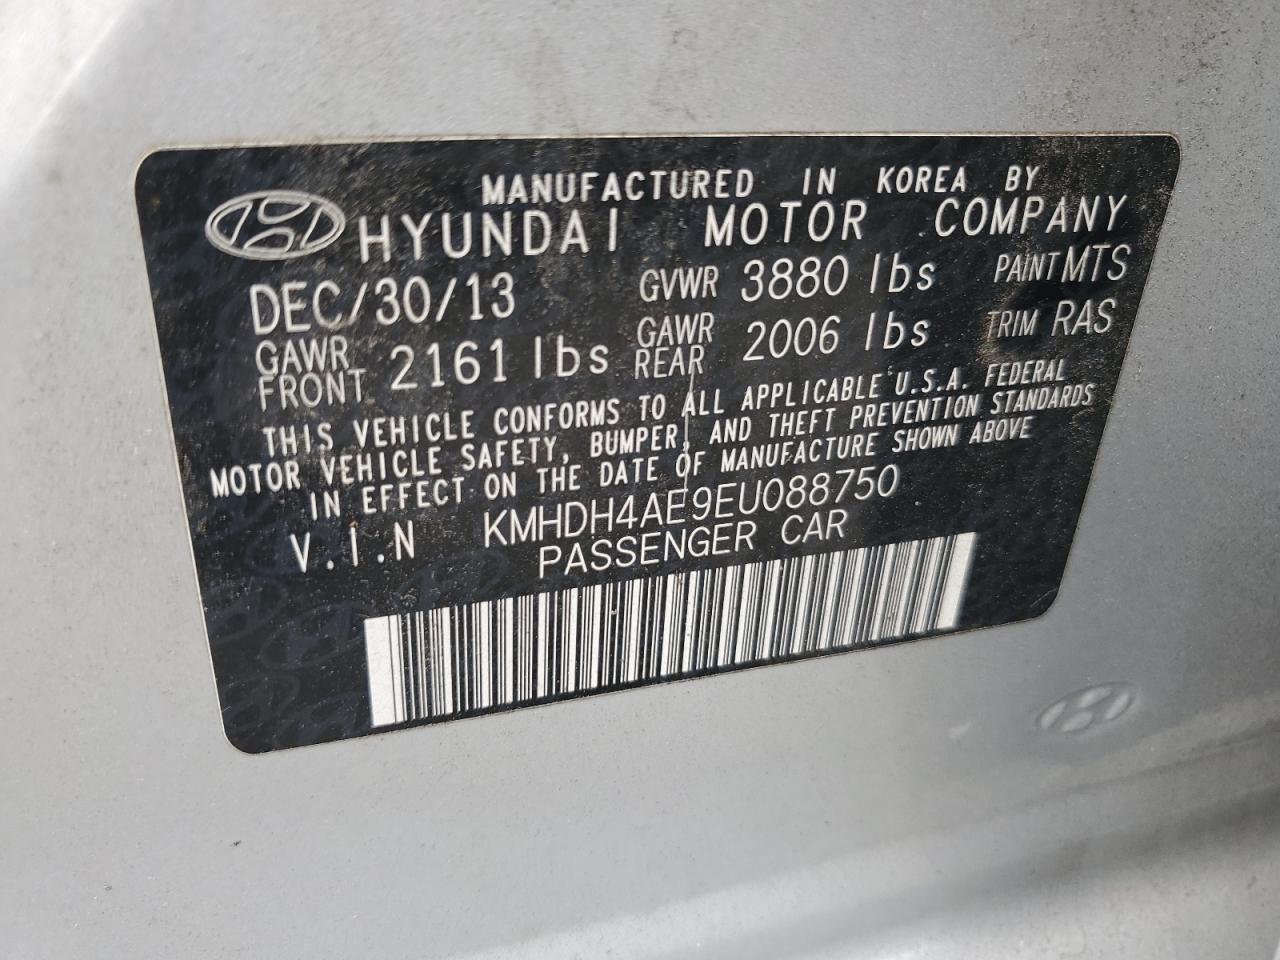 MANUFACTURED IN KOREA BY
HYUNDAI MOTOR COMPANY
DEC/30/13 GVWR 3880 lbs PAINT MTS
GAWR FRONT 2161 lbs GAWR REAR 2006 lbs TRIM RAS
THIS VEHICLE CONFORMS TO ALL APPLICABLE U.S.A. FEDERAL
MOTOR VEHICLE SAFETY, BUMPER, AND THEFT PREVENTION STANDARDS
IN EFFECT ON THE DATE OF MANUFACTURE SHOWN ABOVE
V.I.N KMHDH4AE9EU088750
PASSENGER CAR